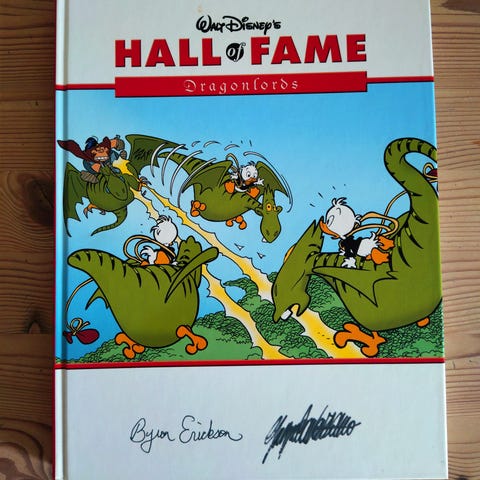 Walt Disney's
HALL of FAME
Dragonlords
Byron Erickson